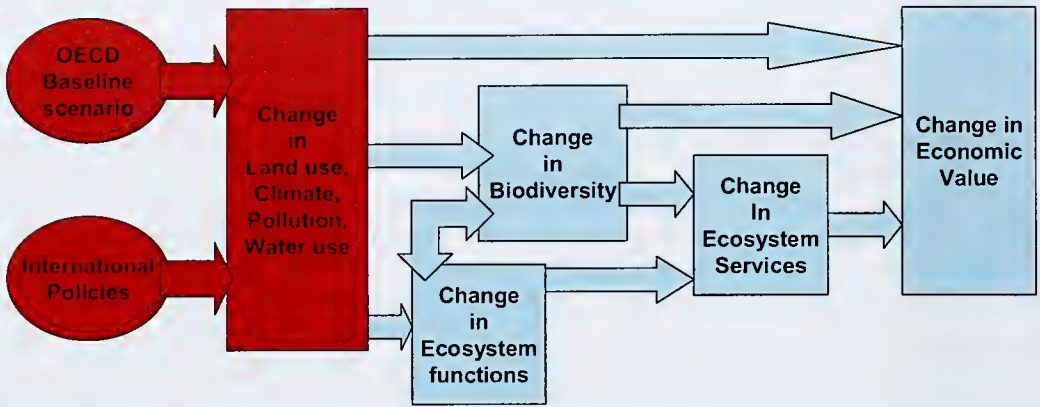 OECD
Baseline
scenario
International
Policies
Change
in
Land use,
Climate,
Pollution,
Water use
Change
in
Biodiversity
Change
in
Ecosystem
functions
Change
In
Ecosystem
Services
Change in
Economic
Value